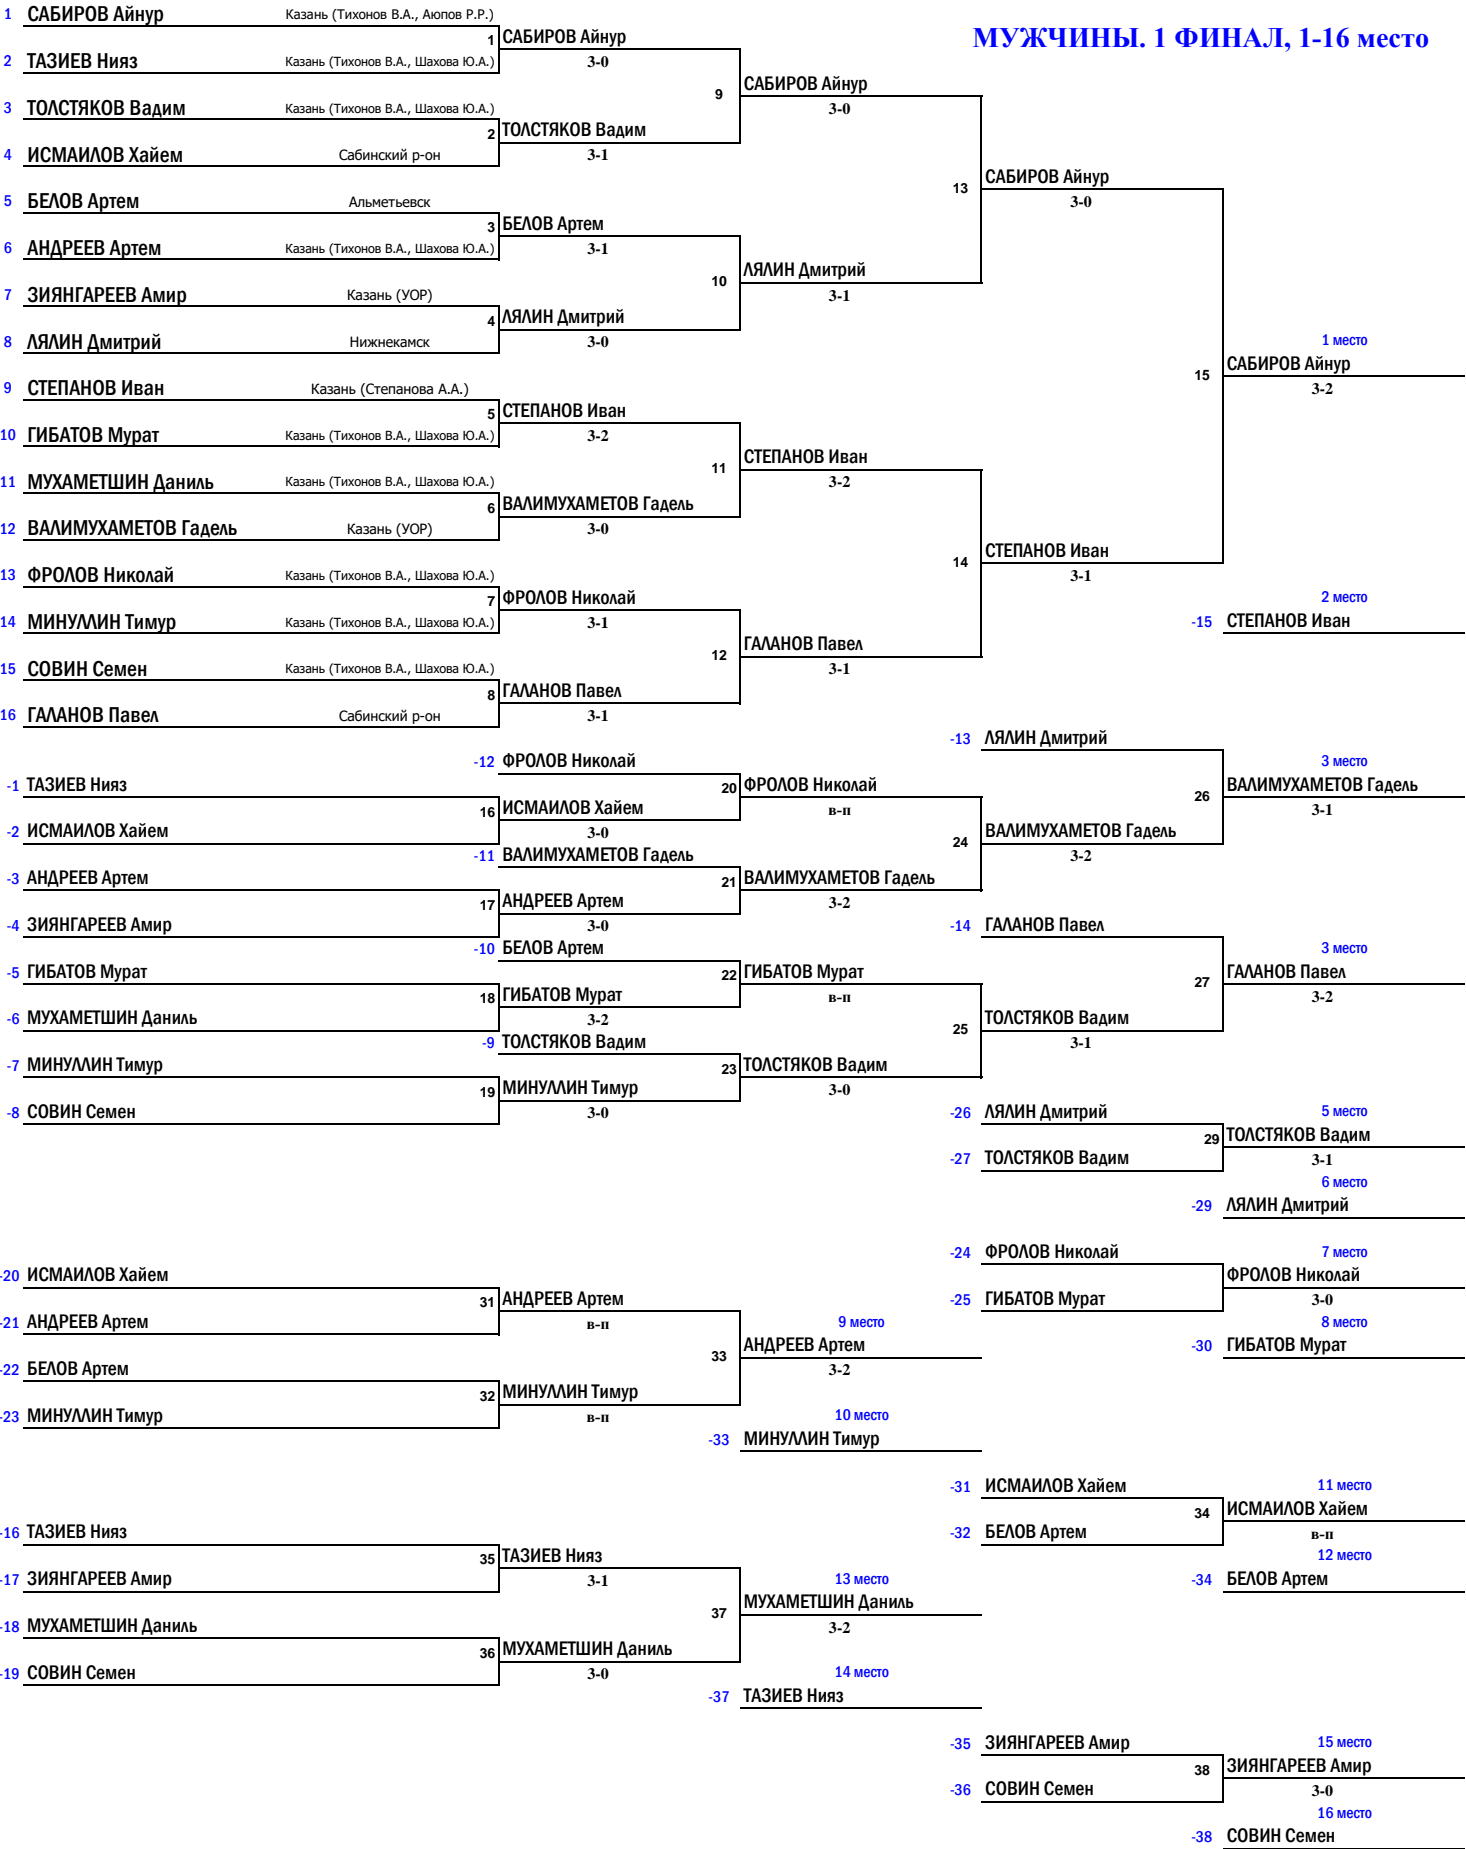 МУЖЧИНЫ. 1 ФИНАЛ, 1-16 место
1 САБИРОВ Айнур Казань (Тихонов В.А., Аюпов Р.Р.)
1 САБИРОВ Айнур
3-0
2 ТАЗИЕВ Нияз Казань (Тихонов В.А., Шахова Ю.А.)
9 САБИРОВ Айнур
3-0
3 ТОЛСТЯКОВ Вадим Казань (Тихонов В.А., Шахова Ю.А.)
2 ТОЛСТЯКОВ Вадим
3-1
4 ИСМАИЛОВ Хайем Сабинский р-он
13 САБИРОВ Айнур
3-0
5 БЕЛОВ Артем Альметьевск
3 БЕЛОВ Артем
3-1
6 АНДРЕЕВ Артем Казань (Тихонов В.А., Шахова Ю.А.)
10 ЛЯЛИН Дмитрий
3-1
7 ЗИЯНГАРЕЕВ Амир Казань (УОР)
4 ЛЯЛИН Дмитрий
3-0
8 ЛЯЛИН Дмитрий Нижнекамск
1 место
15 САБИРОВ Айнур
3-2
9 СТЕПАНОВ Иван Казань (Степанова А.А.)
5 СТЕПАНОВ Иван
3-2
10 ГИБАТОВ Мурат Казань (Тихонов В.А., Шахова Ю.А.)
11 СТЕПАНОВ Иван
3-2
11 МУХАМЕТШИН Даниль Казань (Тихонов В.А., Шахова Ю.А.)
6 ВАЛИМУХАМЕТОВ Гадель
3-0
12 ВАЛИМУХАМЕТОВ Гадель Казань (УОР)
14 СТЕПАНОВ Иван
3-1
13 ФРОЛОВ Николай Казань (Тихонов В.А., Шахова Ю.А.)
7 ФРОЛОВ Николай
3-1
2 место
14 МИНУЛЛИН Тимур Казань (Тихонов В.А., Шахова Ю.А.)
-15 СТЕПАНОВ Иван
12 ГАЛАНОВ Павел
3-1
15 СОВИН Семен Казань (Тихонов В.А., Шахова Ю.А.)
8 ГАЛАНОВ Павел
3-1
16 ГАЛАНОВ Павел Сабинский р-он
-13 ЛЯЛИН Дмитрий
-12 ФРОЛОВ Николай
3 место
-1 ТАЗИЕВ Нияз
20 ФРОЛОВ Николай
в-п
26 ВАЛИМУХАМЕТОВ Гадель
3-1
16 ИСМАИЛОВ Хайем
3-0
-2 ИСМАИЛОВ Хайем
24 ВАЛИМУХАМЕТОВ Гадель
3-2
-11 ВАЛИМУХАМЕТОВ Гадель
-3 АНДРЕЕВ Артем
21 ВАЛИМУХАМЕТОВ Гадель
3-2
17 АНДРЕЕВ Артем
3-0
-4 ЗИЯНГАРЕЕВ Амир
-14 ГАЛАНОВ Павел
-10 БЕЛОВ Артем
3 место
-5 ГИБАТОВ Мурат
22 ГИБАТОВ Мурат
в-п
27 ГАЛАНОВ Павел
3-2
18 ГИБАТОВ Мурат
3-2
-6 МУХАМЕТШИН Даниль
25 ТОЛСТЯКОВ Вадим
3-1
-9 ТОЛСТЯКОВ Вадим
-7 МИНУЛЛИН Тимур
23 ТОЛСТЯКОВ Вадим
3-0
19 МИНУЛЛИН Тимур
3-0
-8 СОВИН Семен
-26 ЛЯЛИН Дмитрий
5 место
29 ТОЛСТЯКОВ Вадим
3-1
-27 ТОЛСТЯКОВ Вадим
6 место
-29 ЛЯЛИН Дмитрий
-24 ФРОЛОВ Николай
7 место
ФРОЛОВ Николай
3-0
-25 ГИБАТОВ Мурат
8 место
-30 ГИБАТОВ Мурат
-20 ИСМАИЛОВ Хайем
31 АНДРЕЕВ Артем
в-п
-21 АНДРЕЕВ Артем
9 место
33 АНДРЕЕВ Артем
3-2
-22 БЕЛОВ Артем
32 МИНУЛЛИН Тимур
в-п
-23 МИНУЛЛИН Тимур
10 место
-33 МИНУЛЛИН Тимур
-31 ИСМАИЛОВ Хайем
11 место
34 ИСМАИЛОВ Хайем
в-п
-32 БЕЛОВ Артем
12 место
-34 БЕЛОВ Артем
-16 ТАЗИЕВ Нияз
35 ТАЗИЕВ Нияз
3-1
-17 ЗИЯНГАРЕЕВ Амир
13 место
37 МУХАМЕТШИН Даниль
3-2
-18 МУХАМЕТШИН Даниль
36 МУХАМЕТШИН Даниль
3-0
-19 СОВИН Семен
14 место
-37 ТАЗИЕВ Нияз
-35 ЗИЯНГАРЕЕВ Амир
15 место
38 ЗИЯНГАРЕЕВ Амир
3-0
-36 СОВИН Семен
16 место
-38 СОВИН Семен